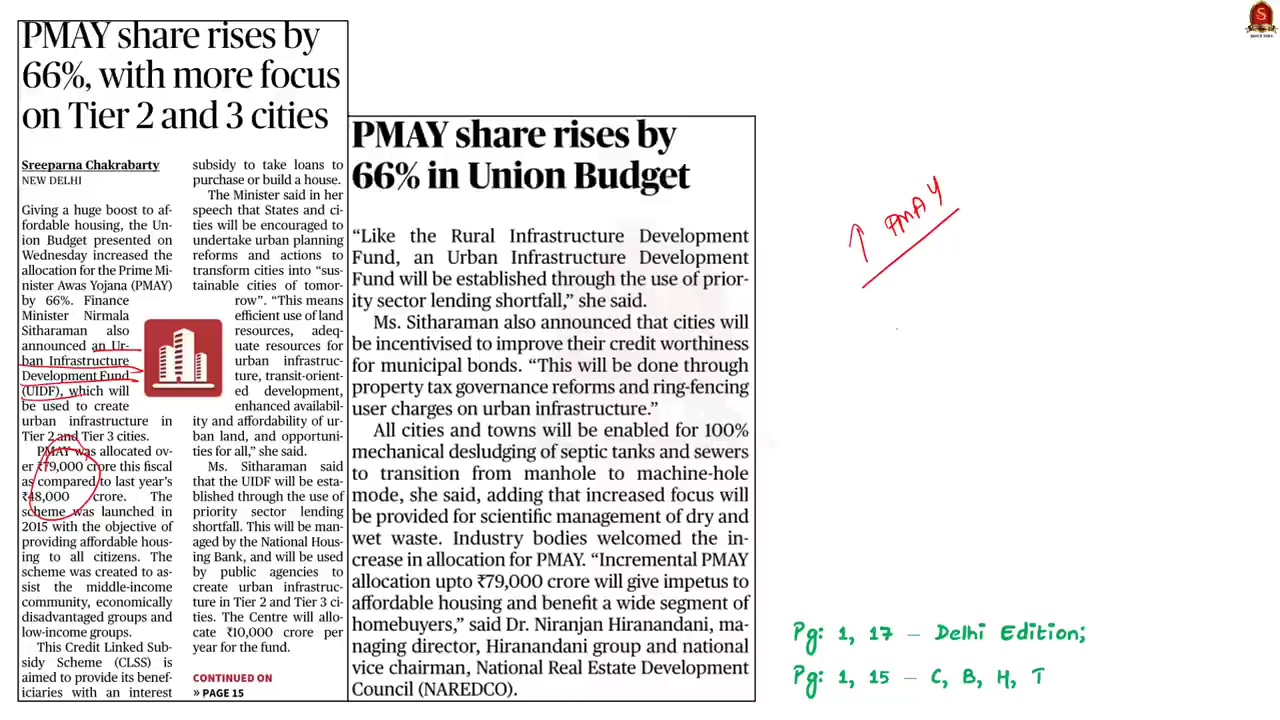 PMAY share rises by
66%, with more focus
on Tier 2 and 3 cities
Sreeparna Chakrabarty
NEW DELHI
Giving a huge boost to af-
fordable housing, the Un-
ion Budget presented on
Wednesday increased the
allocation for the Prime Mi-
nister Awas Yojana (PMAY)
by 66%. Finance
Minister Nirmala
Sitharaman also
announced an Ur-
ban Infrastructure
Development Fund
(UIDF), which will
be used to create
urban infrastructure in
Tier 2 and Tier 3 cities.
PMAY was allocated ov-
er ₹79,000 crore this fiscal
as compared to last year's
₹48,000 crore. The
scheme was launched in
2015 with the objective of
providing affordable hous-
ing to all citizens. The
scheme was created to as-
sist the middle-income
community, economically
disadvantaged groups and
low-income groups.
This Credit Linked Sub-
sidy Scheme (CLSS) is
aimed to provide its benef-
iciaries with an interest
subsidy to take loans to
purchase or build a house.
The Minister said in her
speech that States and ci-
ties will be encouraged to
undertake urban planning
reforms and actions to
transform cities into “sus-
tainable cities of tomor-
row”. “This means
efficient use of land
resources, adeq-
uate resources for
urban infrastruc-
ture, transit-orient-
ed development,
enhanced availabil-
ity and affordability of ur-
ban land, and opportuni-
ties for all,” she said.
Ms. Sitharaman said
that the UIDF will be esta-
blished through the use of
priority sector lending
shortfall. This will be man-
aged by the National Hous-
ing Bank, and will be used
by public agencies to
create urban infrastruc-
ture in Tier 2 and Tier 3 ci-
ties. The Centre will allo-
cate ₹10,000 crore per
year for the fund.
CONTINUED ON
» PAGE 15
PMAY share rises by
66% in Union Budget
“Like the Rural Infrastructure Development
Fund, an Urban Infrastructure Development
Fund will be established through the use of prior-
ity sector lending shortfall,” she said.
Ms. Sitharaman also announced that cities will
be incentivised to improve their credit worthiness
for municipal bonds. “This will be done through
property tax governance reforms and ring-fencing
user charges on urban infrastructure.”
All cities and towns will be enabled for 100%
mechanical desludging of septic tanks and sewers
to transition from manhole to machine-hole
mode, she said, adding that increased focus will
be provided for scientific management of dry and
wet waste. Industry bodies welcomed the in-
crease in allocation for PMAY. “Incremental PMAY
allocation upto ₹79,000 crore will give impetus to
affordable housing and benefit a wide segment of
homebuyers,” said Dr. Niranjan Hiranandani, ma-
naging director, Hiranandani group and national
vice chairman, National Real Estate Development
Council (NAREDCO).
↑ PMAY
Pg: 1, 17 – Delhi Edition;
Pg: 1, 15 – C, B, H, T